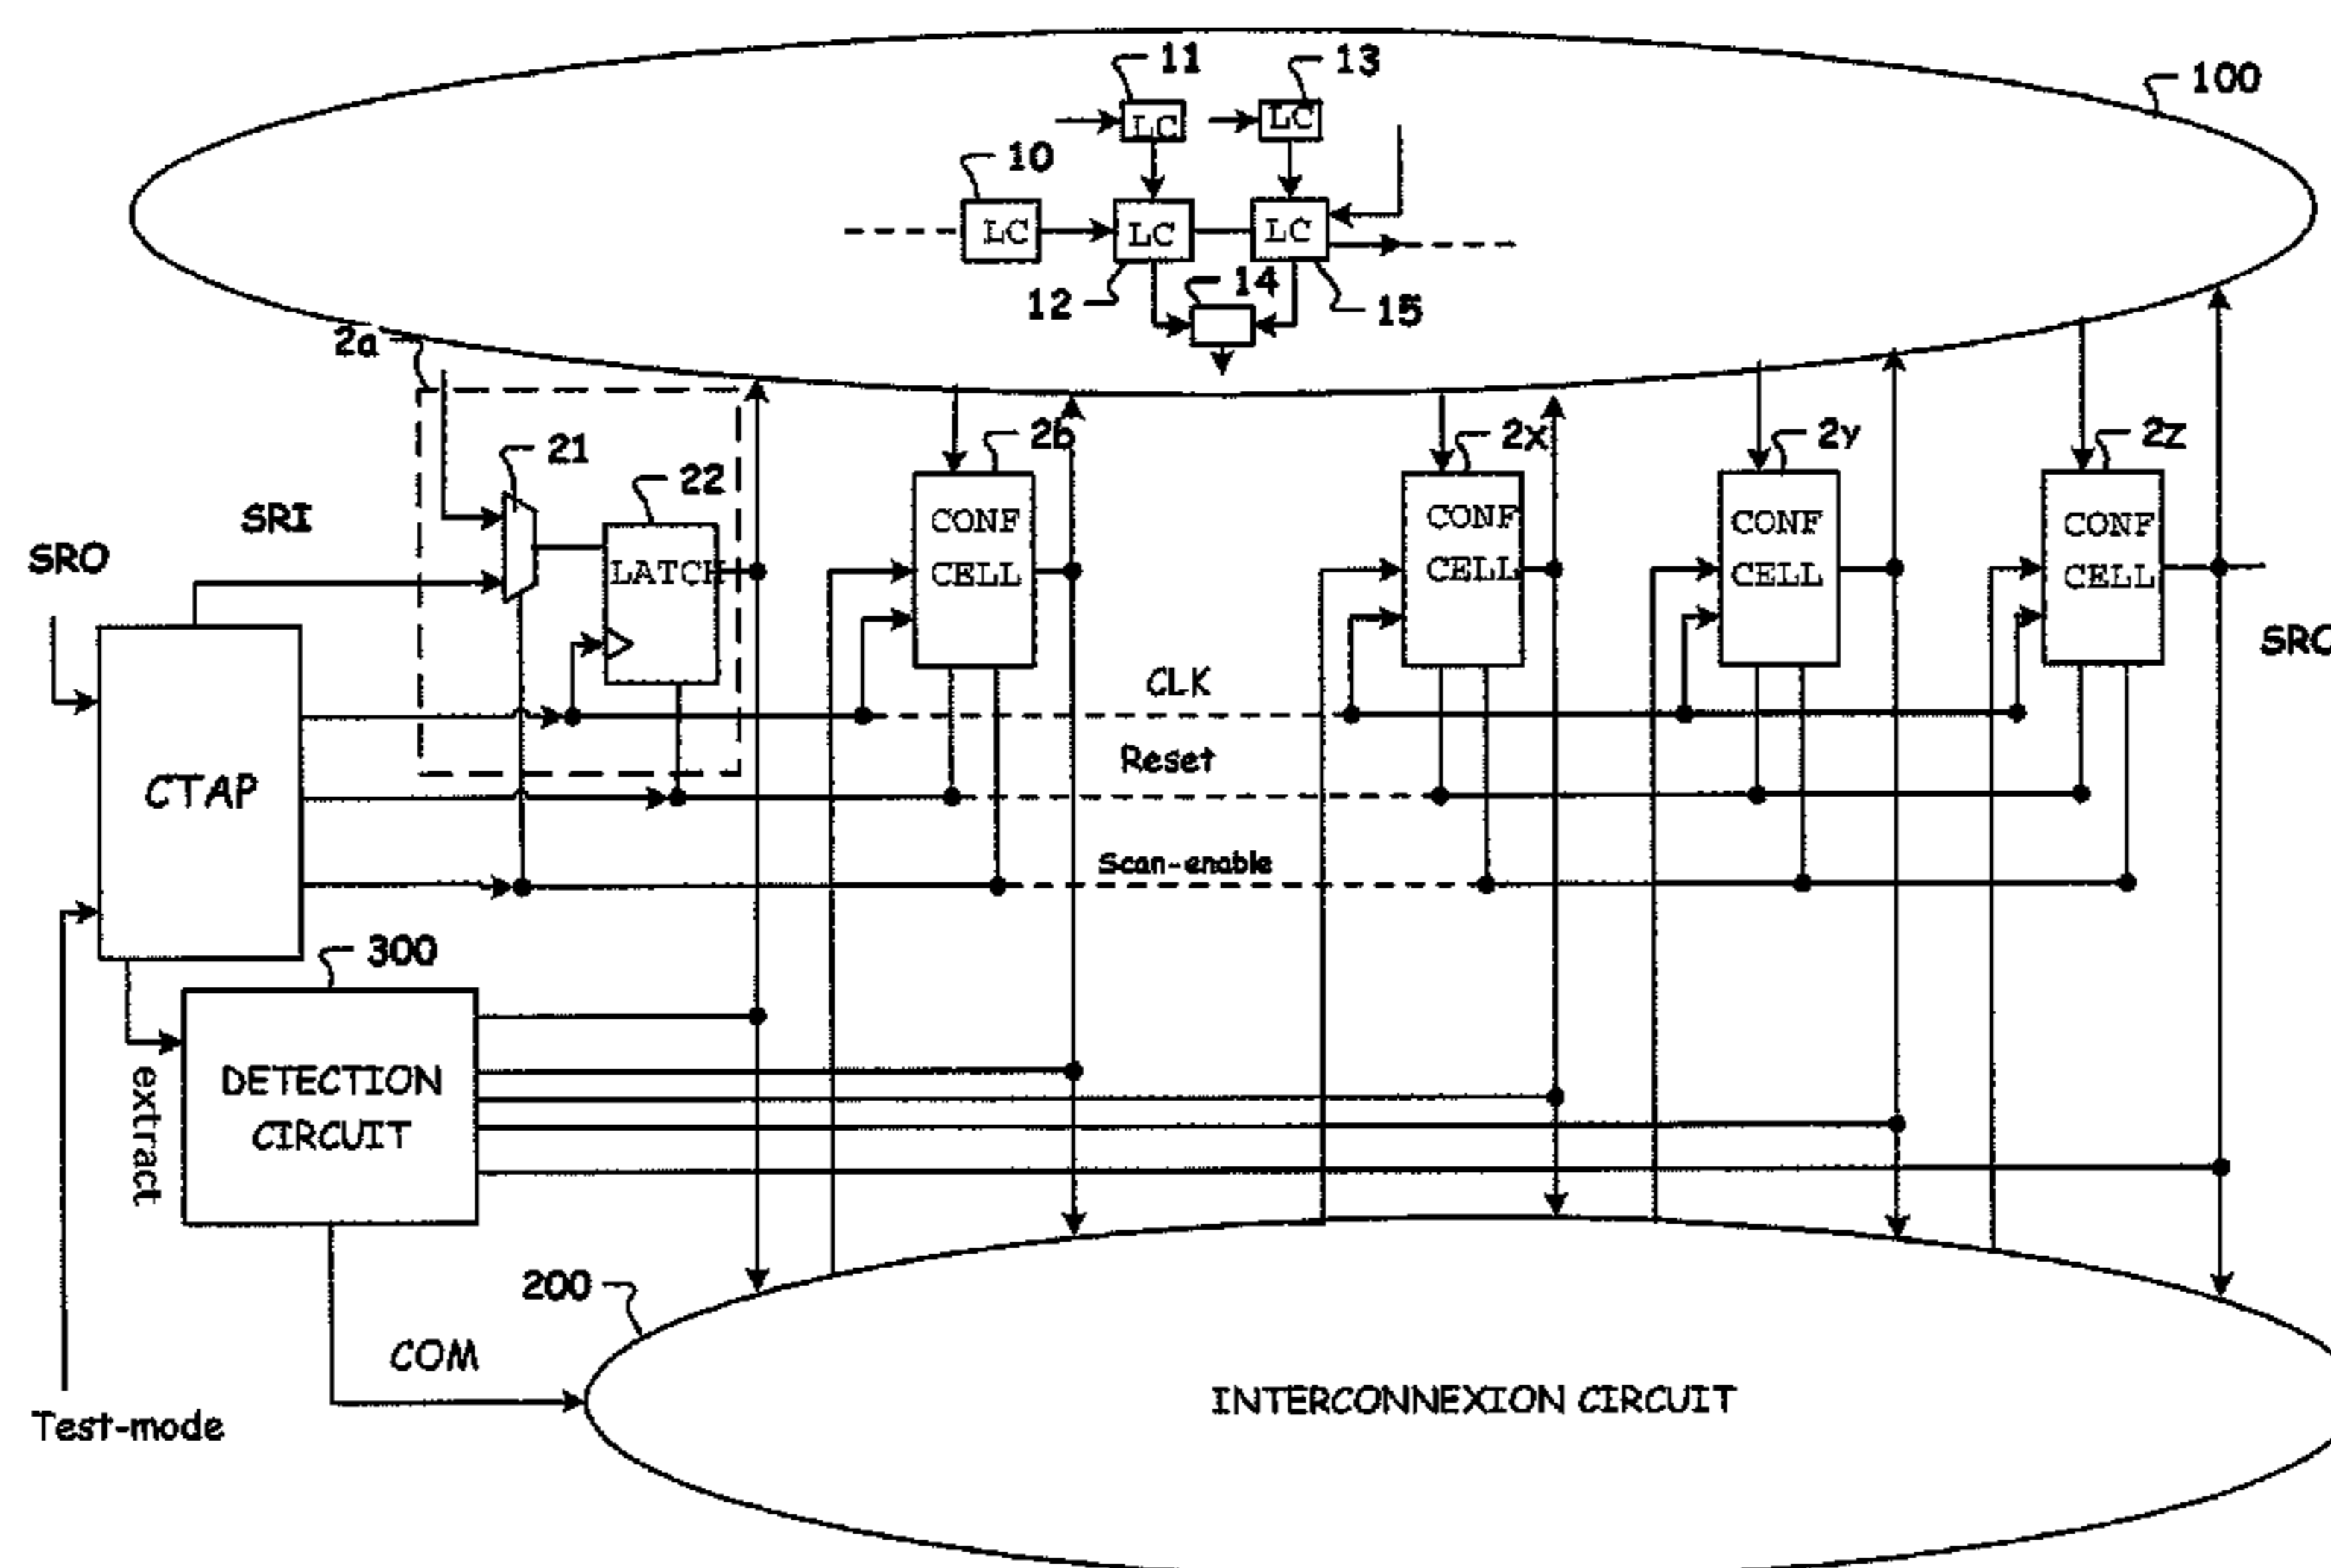 11
13
100
LC
LC
10
LC
LC
LC
12
14
15
2a
21
22
2b
2x
2y
2z
SRI
SRO
LATCH
CONF
CELL
CONF
CELL
CONF
CELL
CONF
CELL
SRO
CLK
Reset
CTAP
Scan-enable
300
DETECTION
CIRCUIT
extract
200
COM
Test-mode
INTERCONNEXION CIRCUIT